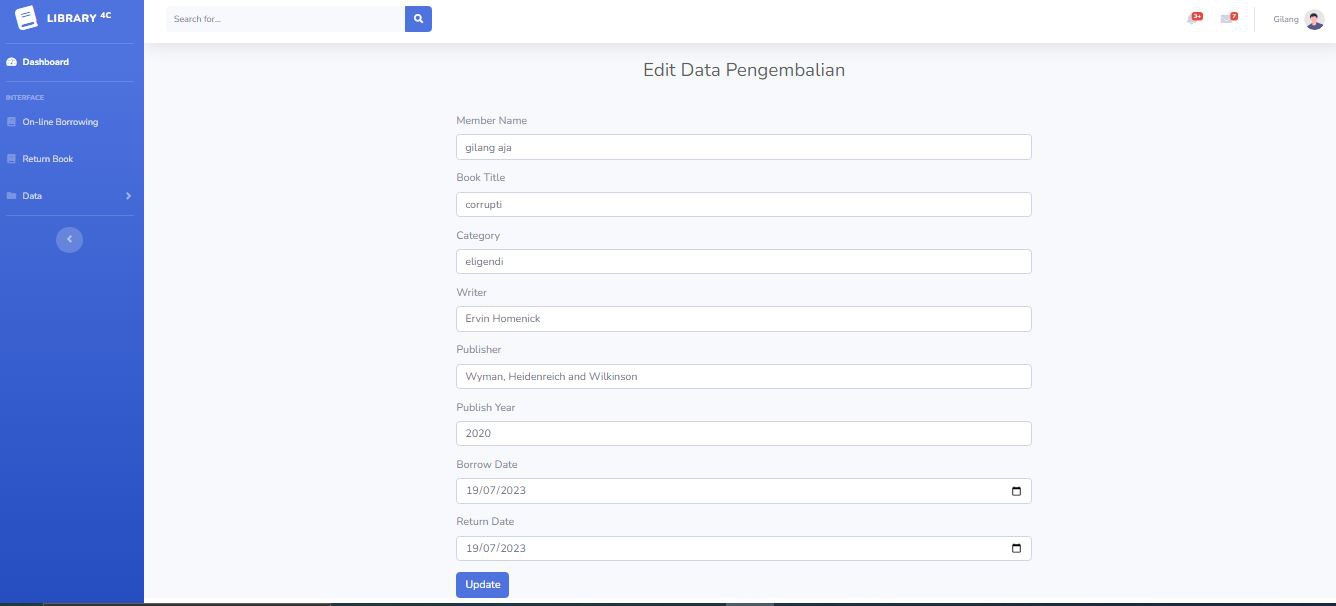 LIBRARY 4C
Search for...
3+
7
Gilang
Dashboard
INTERFACE
On-line Borrowing
Return Book
Data
Edit Data Pengembalian
Member Name
gilang aja
Book Title
corrupti
Category
eligendi
Writer
Ervin Homenick
Publisher
Wyman, Heidenreich and Wilkinson
Publish Year
2020
Borrow Date
19/07/2023
Return Date
19/07/2023
Update